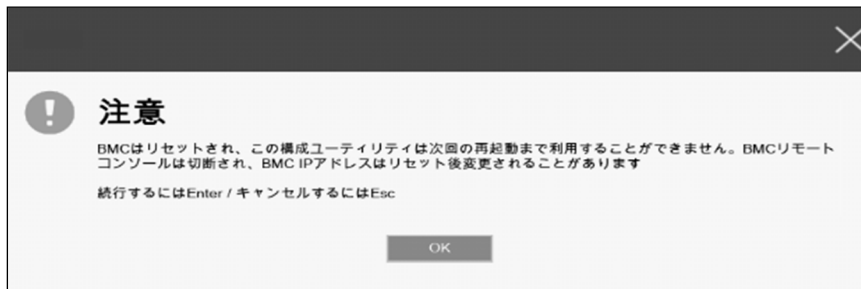 注意
BMCはリセットされ、この構成ユーティリティは次回の再起動まで利用することができません。BMCリモート
コンソールは切断され、BMC IPアドレスはリセット後変更されることがあります
続行するにはEnter / キャンセルするにはEsc
OK